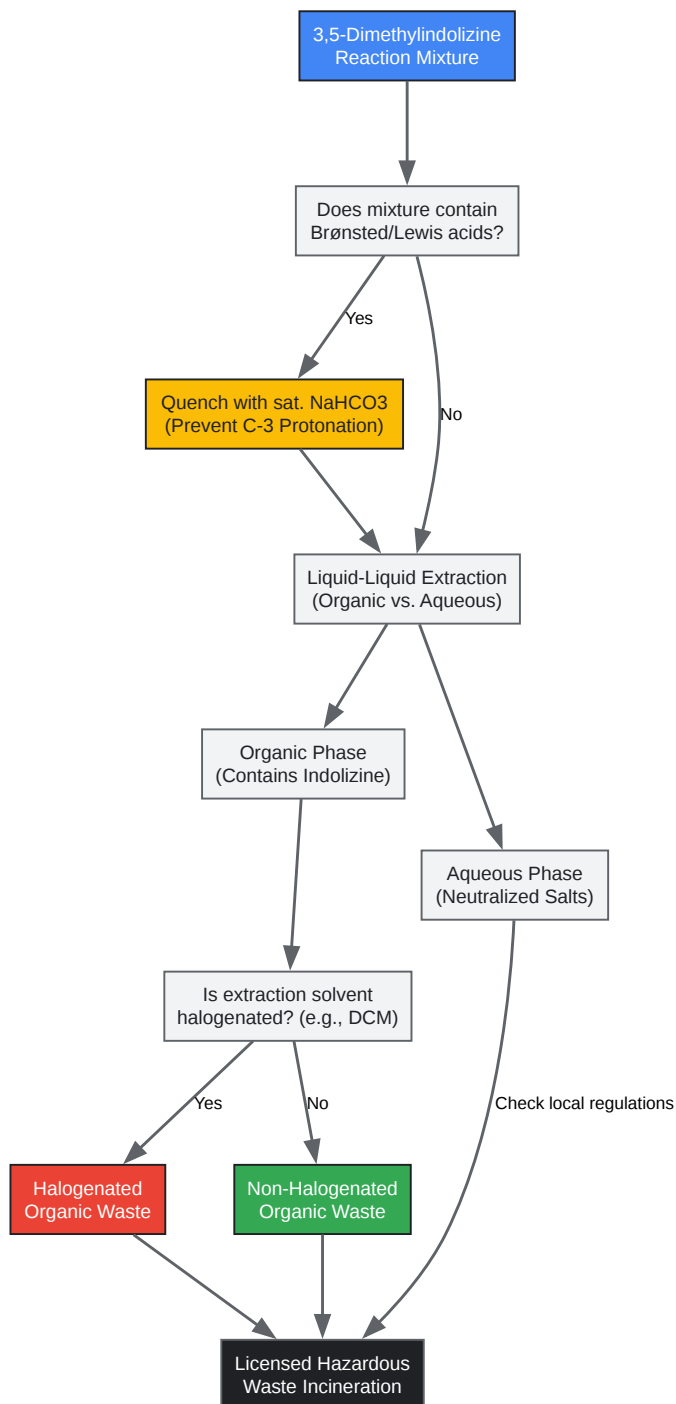 3,5-Dimethylindolizine
Reaction Mixture
Does mixture contain
Brønsted/Lewis acids?
Yes
Quench with sat. NaHCO3
(Prevent C-3 Protonation)
No
Liquid-Liquid Extraction
(Organic vs. Aqueous)
Organic Phase
(Contains Indolizine)
Aqueous Phase
(Neutralized Salts)
Is extraction solvent
halogenated? (e.g., DCM)
Yes
No
Check local regulations
Halogenated
Organic Waste
Non-Halogenated
Organic Waste
Licensed Hazardous
Waste Incineration